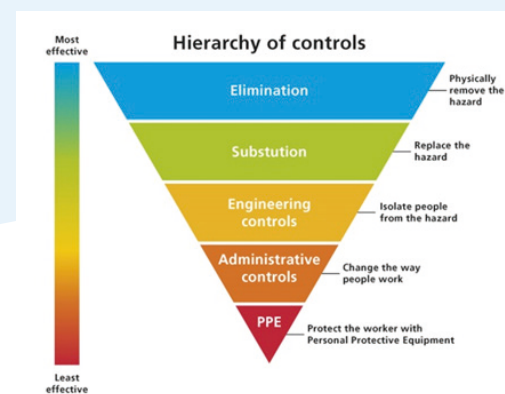 Hierarchy of controls
Most
effective
Elimination
Physically
remove the
hazard
Substution
Replace the
hazard
Engineering
controls
Isolate people
from the hazard
Administrative
controls
Change the way
people work
PPE
Protect the worker with
Personal Protective Equipment
Least
effective